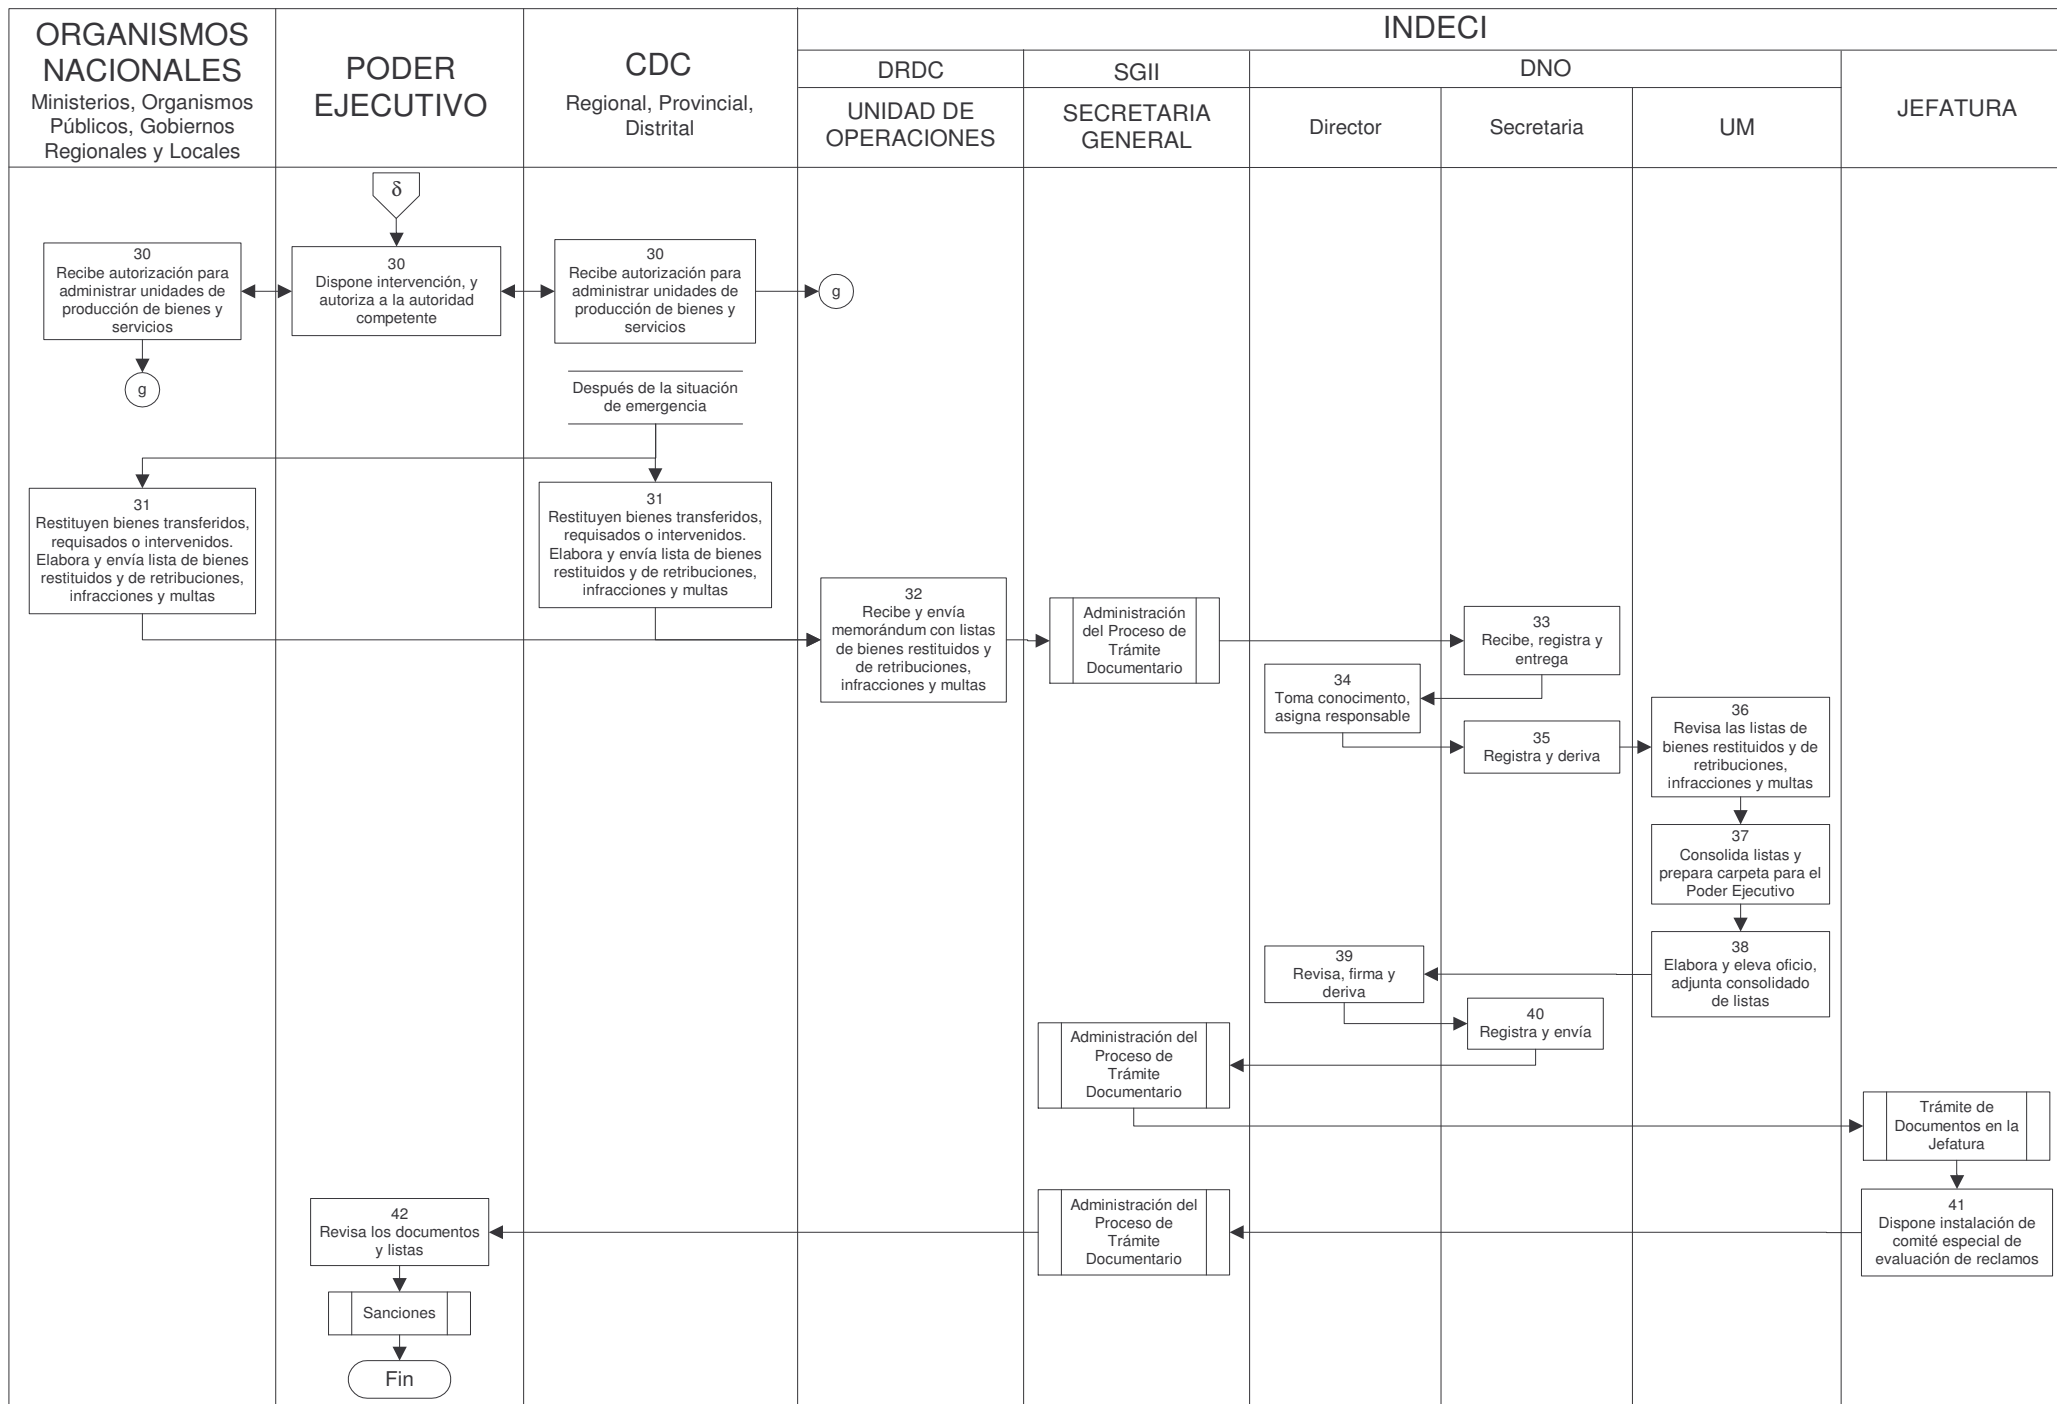 ORGANISMOS
NACIONALES
Ministerios, Organismos
Públicos, Gobiernos
Regionales y Locales
PODER
EJECUTIVO
CDC
Regional, Provincial,
Distrital
INDECI
DRDC
UNIDAD DE
OPERACIONES
SGII
SECRETARIA
GENERAL
DNO
Director
Secretaria
UM
JEFATURA
δ
30
Recibe autorización para
administrar unidades de
producción de bienes y
servicios
30
Dispone intervención, y
autoriza a la autoridad
competente
30
Recibe autorización para
administrar unidades de
producción de bienes y
servicios
g
g
Después de la situación
de emergencia
31
Restituyen bienes transferidos,
requisados o intervenidos.
Elabora y envía lista de bienes
restituidos y de retribuciones,
infracciones y multas
31
Restituyen bienes transferidos,
requisados o intervenidos.
Elabora y envía lista de bienes
restituidos y de retribuciones,
infracciones y multas
32
Recibe y envía
memorándum con listas
de bienes restituidos y
de retribuciones,
infracciones y multas
Administración
del Proceso de
Trámite
Documentario
33
Recibe, registra y
entrega
34
Toma conocimento,
asigna responsable
35
Registra y deriva
36
Revisa las listas de
bienes restituidos y de
retribuciones,
infracciones y multas
37
Consolida listas y
prepara carpeta para el
Poder Ejecutivo
38
Elabora y eleva oficio,
adjunta consolidado
de listas
39
Revisa, firma y
deriva
40
Registra y envía
Administración del
Proceso de
Trámite
Documentario
Trámite de
Documentos en la
Jefatura
41
Dispone instalación de
comité especial de
evaluación de reclamos
Administración del
Proceso de
Trámite
Documentario
42
Revisa los documentos
y listas
Sanciones
Fin